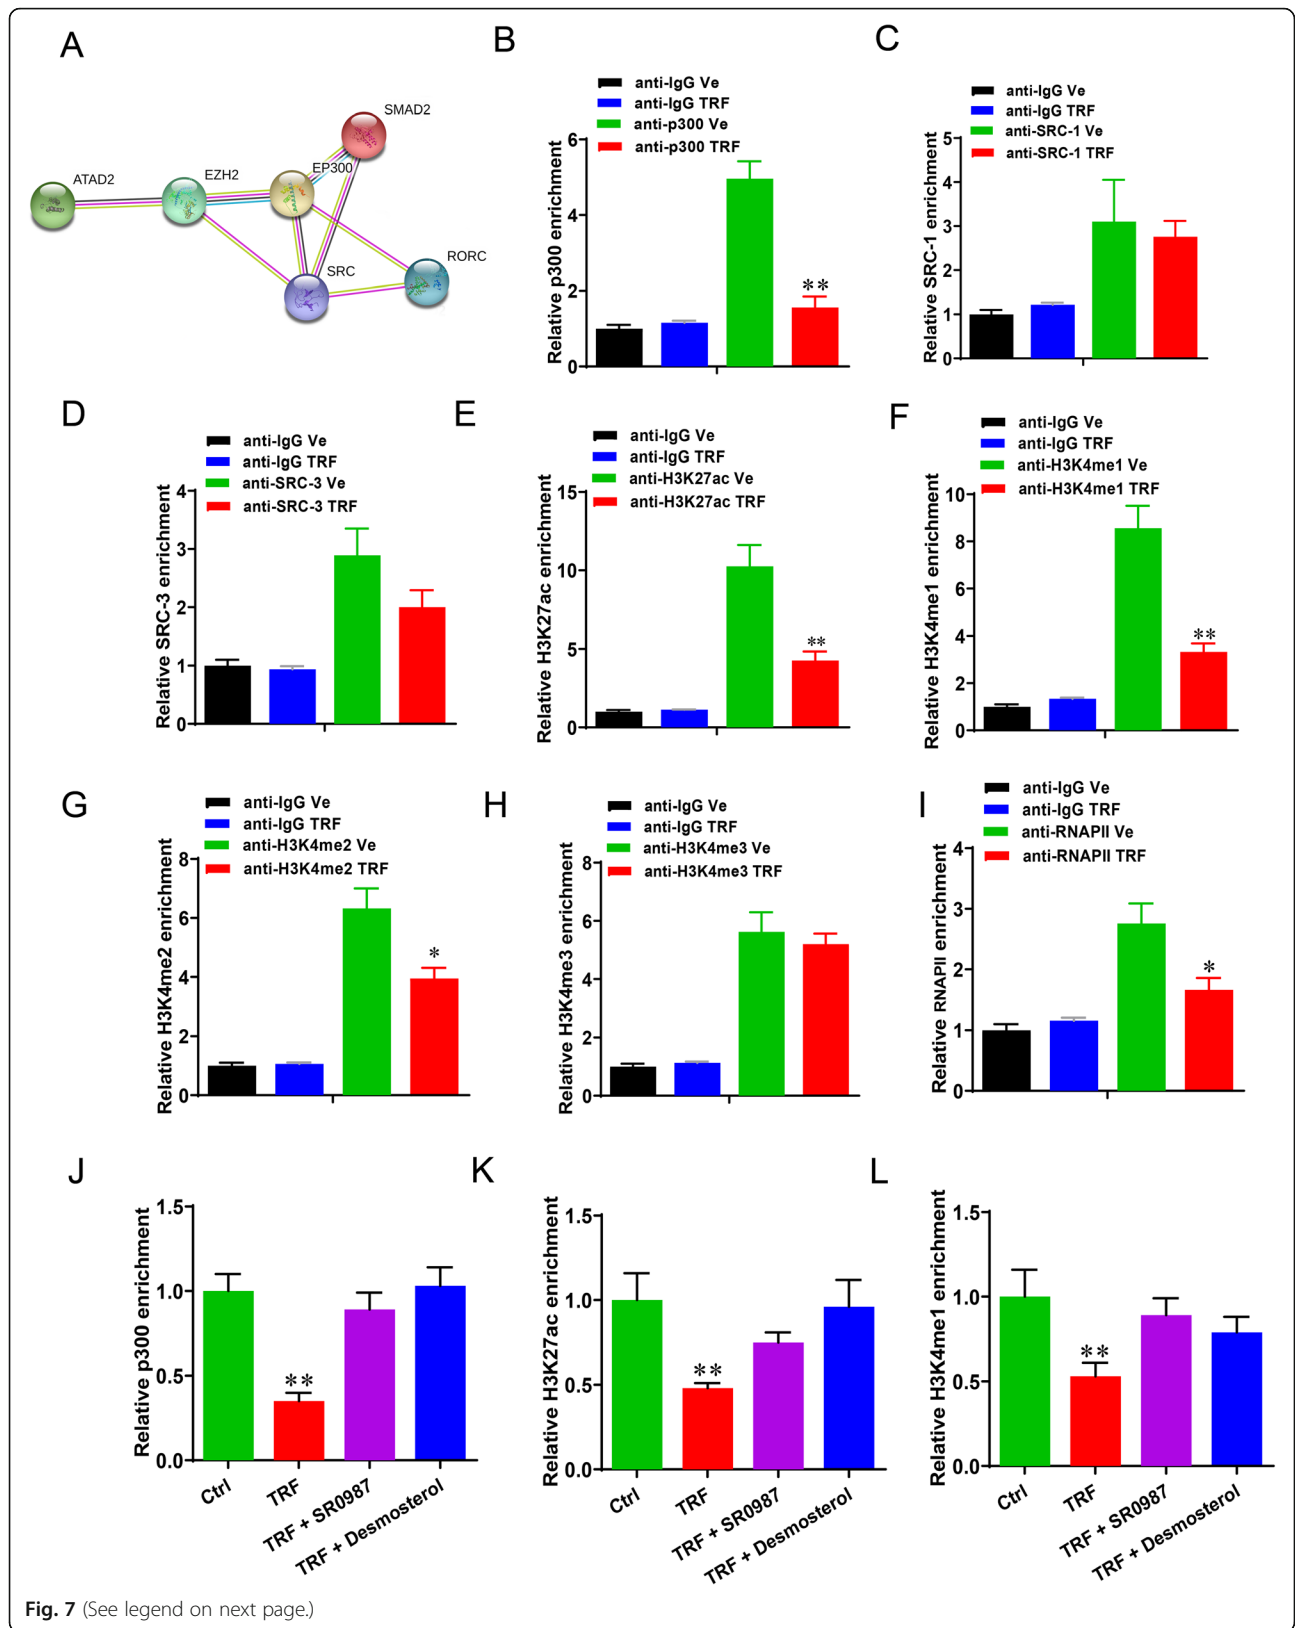 A
SMAD2
ATAD2
EZH2
EP300
SRC
RORC
B
anti-IgG Ve
anti-IgG TRF
anti-p300 Ve
anti-p300 TRF
Relative p300 enrichment
6
4
2
0
**
C
anti-IgG Ve
anti-IgG TRF
anti-SRC-1 Ve
anti-SRC-1 TRF
Relative SRC-1 enrichment
5
4
3
2
1
0
D
anti-IgG Ve
anti-IgG TRF
anti-SRC-3 Ve
anti-SRC-3 TRF
Relative SRC-3 enrichment
4
3
2
1
0
E
anti-IgG Ve
anti-IgG TRF
anti-H3K27ac Ve
anti-H3K27ac TRF
Relative H3K27ac enrichment
15
10
5
0
**
F
anti-IgG Ve
anti-IgG TRF
anti-H3K4me1 Ve
anti-H3K4me1 TRF
Relative H3K4me1 enrichment
10
8
6
4
2
0
**
G
anti-IgG Ve
anti-IgG TRF
anti-H3K4me2 Ve
anti-H3K4me2 TRF
Relative H3K4me2 enrichment
8
6
4
2
0
*
H
anti-IgG Ve
anti-IgG TRF
anti-H3K4me3 Ve
anti-H3K4me3 TRF
Relative H3K4me3 enrichment
8
6
4
2
0
I
anti-IgG Ve
anti-IgG TRF
anti-RNAPII Ve
anti-RNAPII TRF
Relative RNAPII enrichment
4
3
2
1
0
*
J
Relative p300 enrichment
1.5
1.0
0.5
0.0
**
Ctrl
TRF
TRF + SR0987
TRF + Desmosterol
K
Relative H3K27ac enrichment
1.5
1.0
0.5
0.0
**
Ctrl
TRF
TRF + SR0987
TRF + Desmosterol
L
Relative H3K4me1 enrichment
1.5
1.0
0.5
0.0
**
Ctrl
TRF
TRF + SR0987
TRF + Desmosterol
Fig. 7 (See legend on next page.)